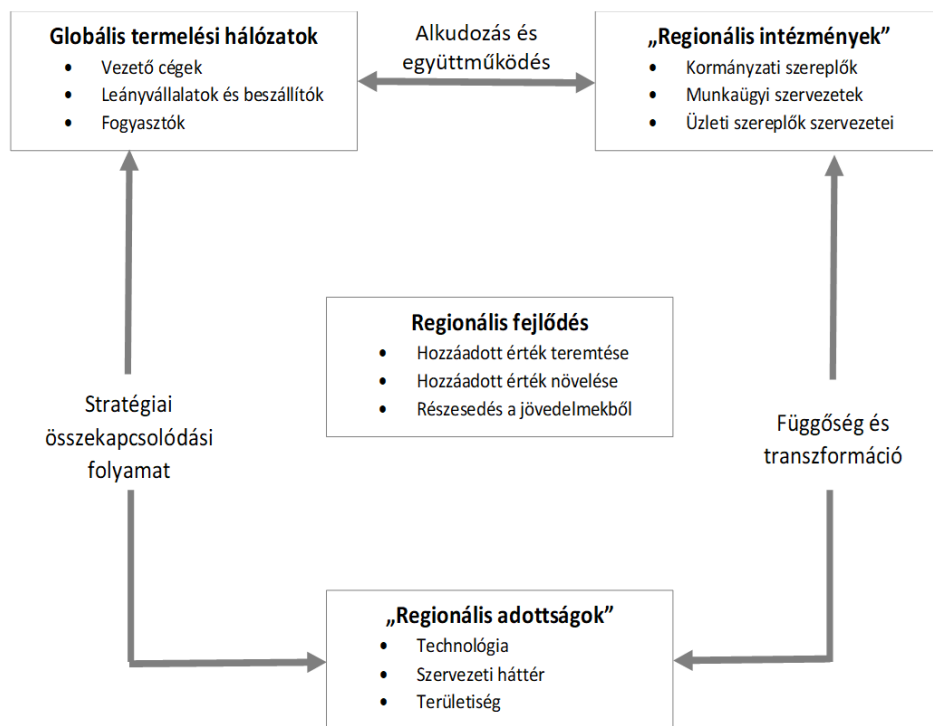 Globális termelési hálózatok
• Vezető cégek
• Leányvállalatok és beszállítók
• Fogyasztók
Alkudozás és
együttműködés
„Regionális intézmények”
• Kormányzati szereplők
• Munkaügyi szervezetek
• Üzleti szereplők szervezetei
Regionális fejlődés
• Hozzáadott érték teremtése
• Hozzáadott érték növelése
• Részesedés a jövedelmekből
Stratégiai
összekapcsolódási
folyamat
Függőség és
transzformáció
„Regionális adottságok”
• Technológia
• Szervezeti háttér
• Területiség